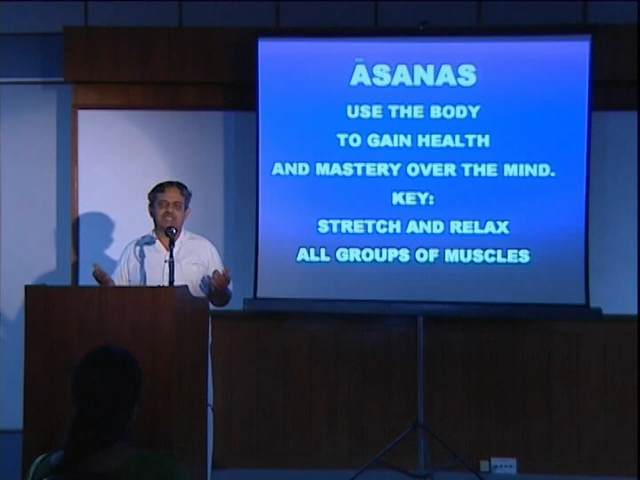 ĀSANAS
USE THE BODY
TO GAIN HEALTH
AND MASTERY OVER THE MIND.
KEY:
STRETCH AND RELAX
ALL GROUPS OF MUSCLES